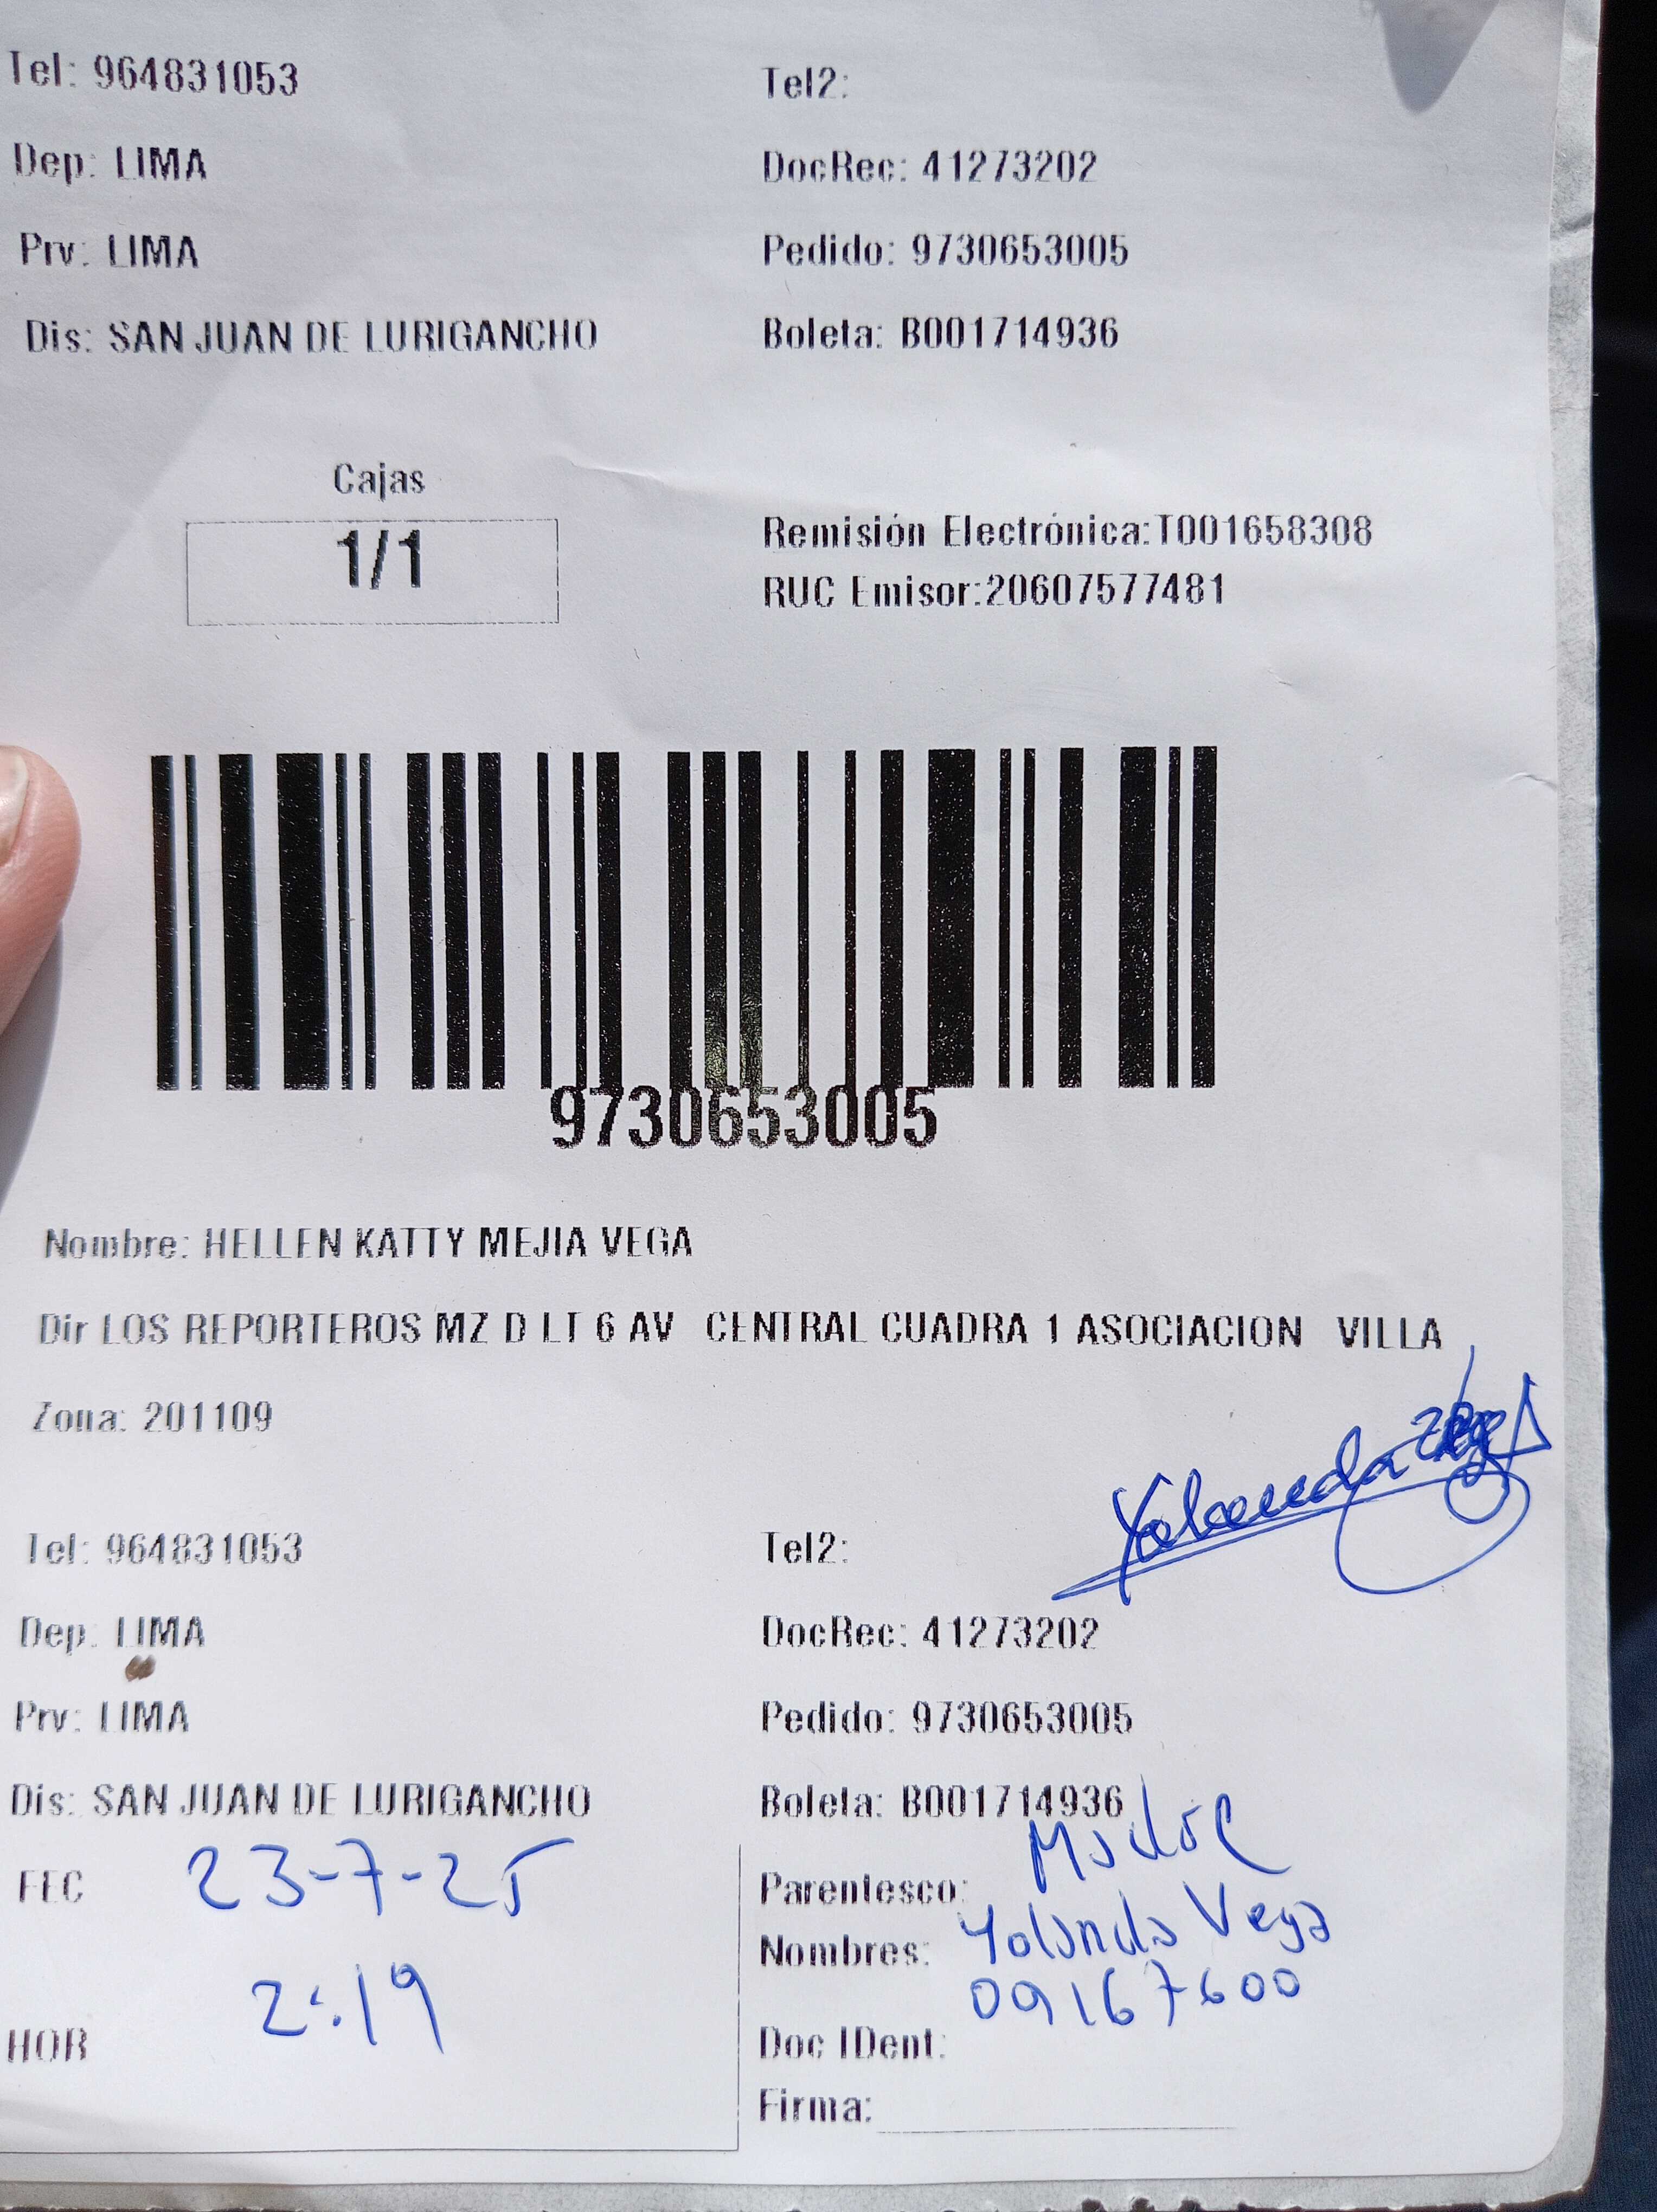 Tel: 964831053 Tel2:
Dep: LIMA DocRec: 41273202
Prv: LIMA Pedido: 9730653005
Dis: SAN JUAN DE LURIGANCHO Boleta: B001714936
Cajas
1/1
Remisión Electrónica:T001658308
RUC Emisor:20607577481
9730653005
Nombre: HELLEN KATTY MEJIA VEGA
Dir LOS REPORTEROS MZ D LT 6 AV CENTRAL CUADRA 1 ASOCIACION VILLA
Zona: 201109
Yolanda
Tel: 964831053 Tel2:
Dep: LIMA DocRec: 41273202
Prv: LIMA Pedido: 9730653005
Dis: SAN JUAN DE LURIGANCHO Boleta: B001714936
FEC 23-7-25
Parentesco: Madre
Nombres: Yolanda Vega
HOR 2:19
Doc IDent: 09167600
Firma: